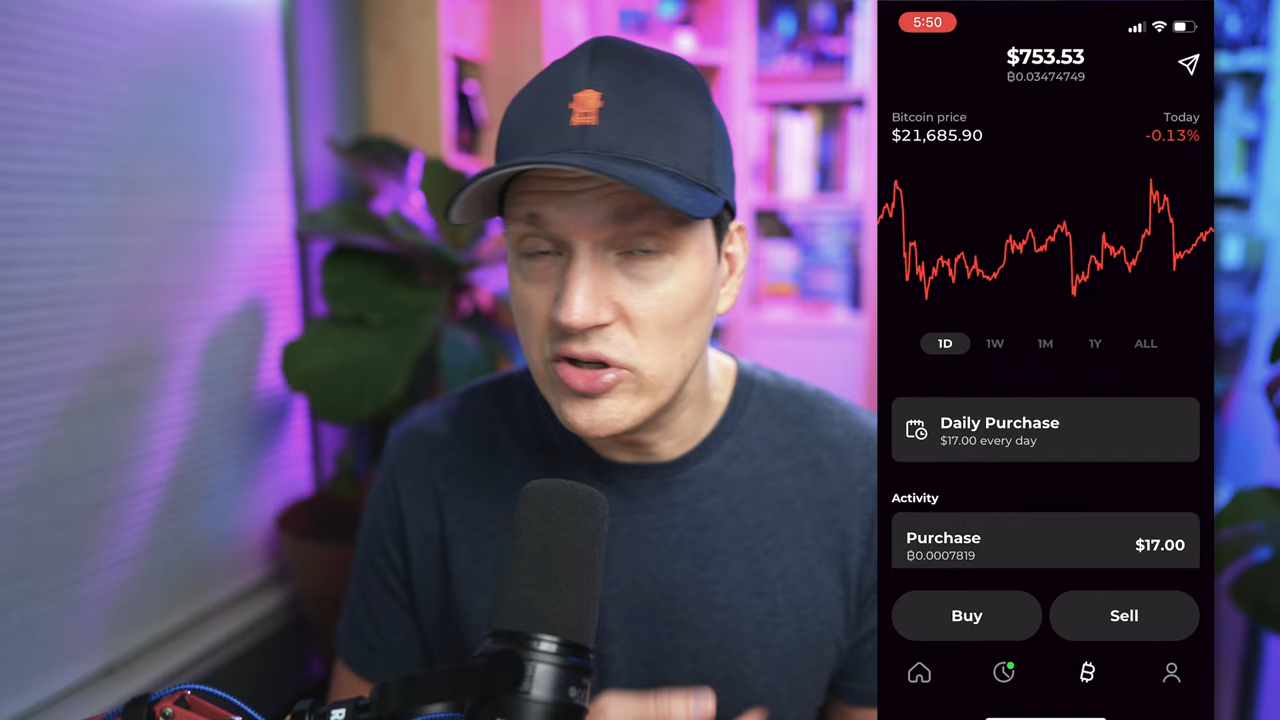 5:50
$753.53
₿0.03474749
Bitcoin price
$21,685.90
Today
-0.13%
1D 1W 1M 1Y ALL
Daily Purchase
$17.00 every day
Activity
Purchase
₿0.0007819
$17.00
Buy
Sell
R